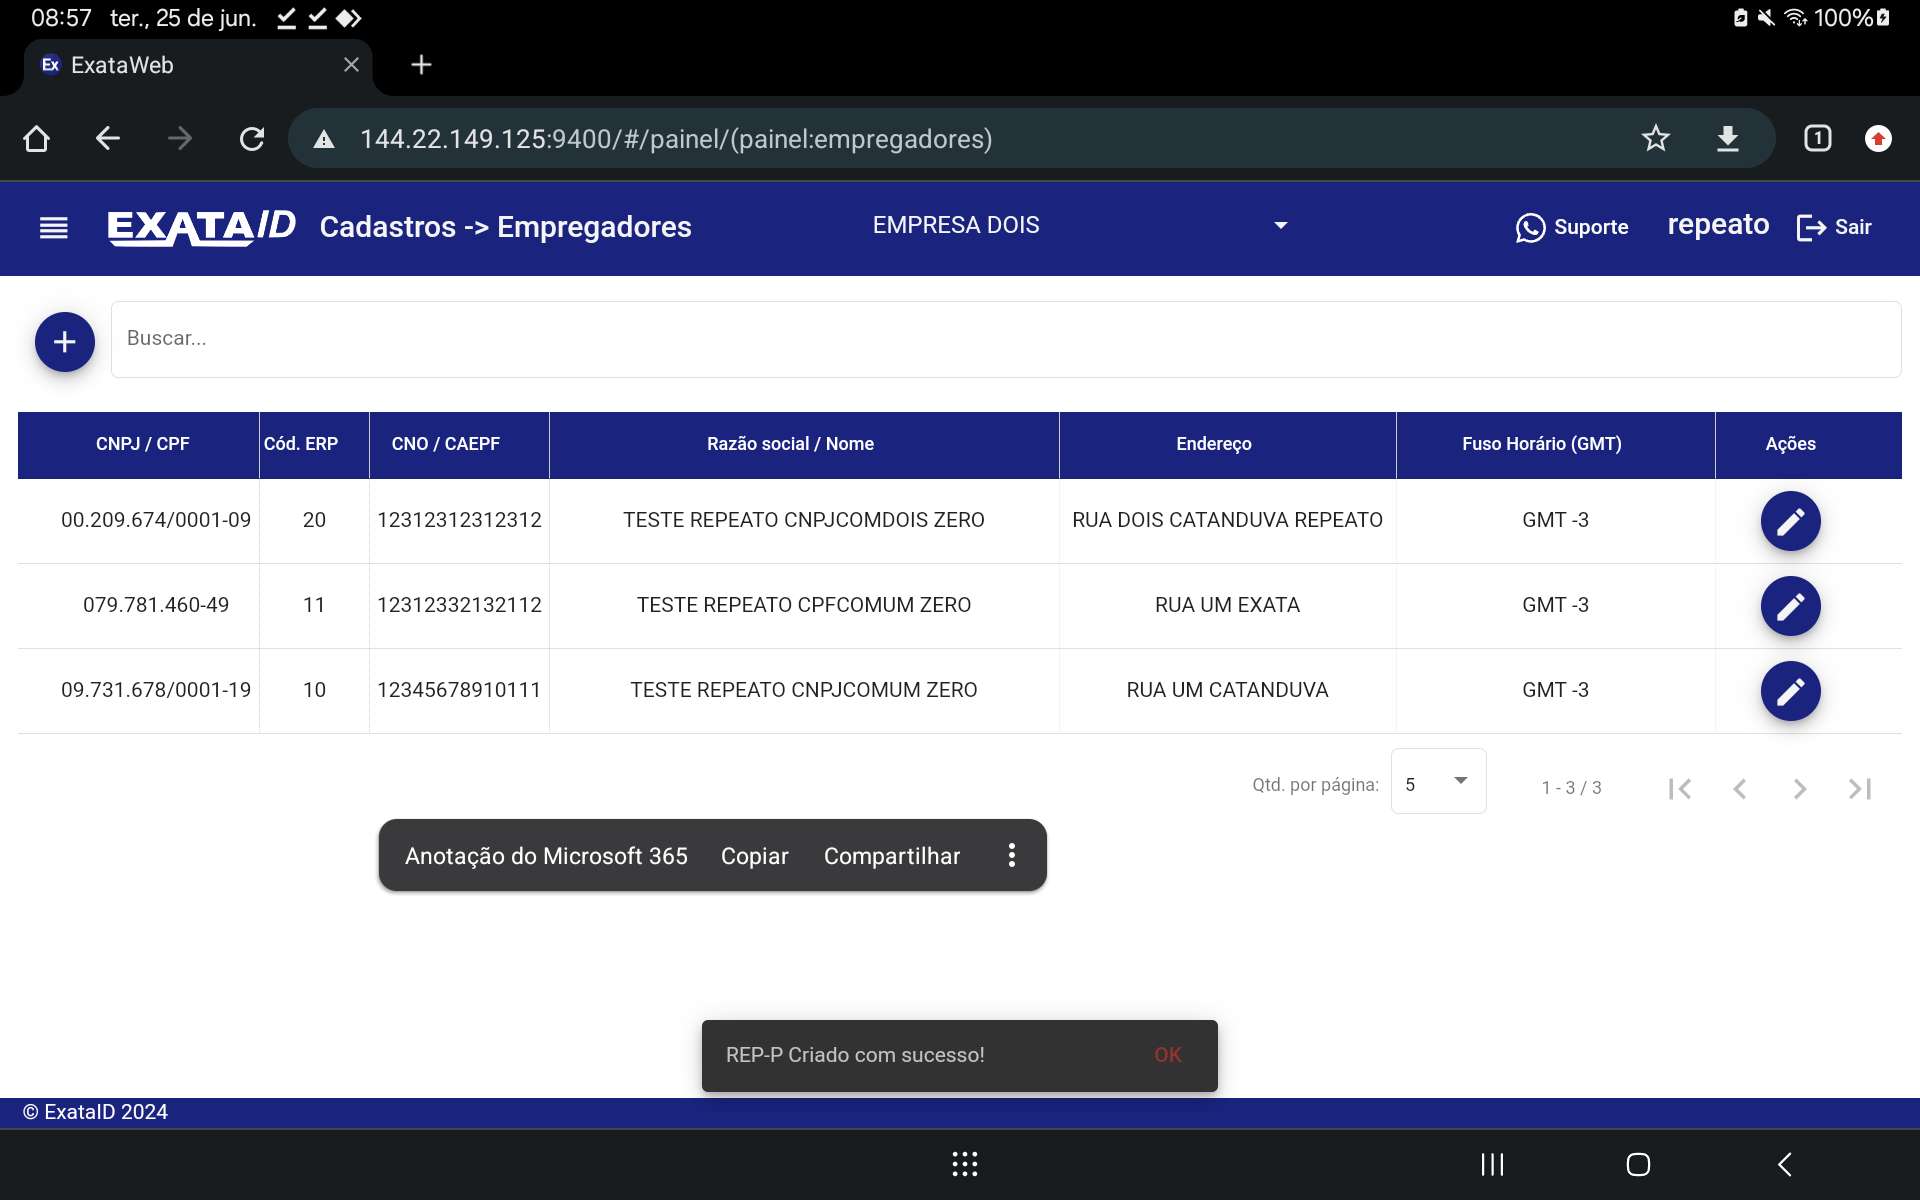 08:57 ter., 25 de jun. 100%
Ex ExataWeb
144.22.149.125:9400/#/painel/(painel:empregadores) 1
EXATAID Cadastros -> Empregadores EMPRESA DOIS Suporte repeato Sair
Buscar...
CNPJ / CPF Cód. ERP CNO / CAEPF Razão social / Nome Endereço Fuso Horário (GMT) Ações
00.209.674/0001-09 20 12312312312312 TESTE REPEATO CNPJCOMDOIS ZERO RUA DOIS CATANDUVA REPEATO GMT -3
079.781.460-49 11 12312332132112 TESTE REPEATO CPFCOMUM ZERO RUA UM EXATA GMT -3
09.731.678/0001-19 10 12345678910111 TESTE REPEATO CNPJCOMUM ZERO RUA UM CATANDUVA GMT -3
Qtd. por página: 5 1 - 3 / 3
Anotação do Microsoft 365 Copiar Compartilhar
REP-P Criado com sucesso! OK
© ExataID 2024